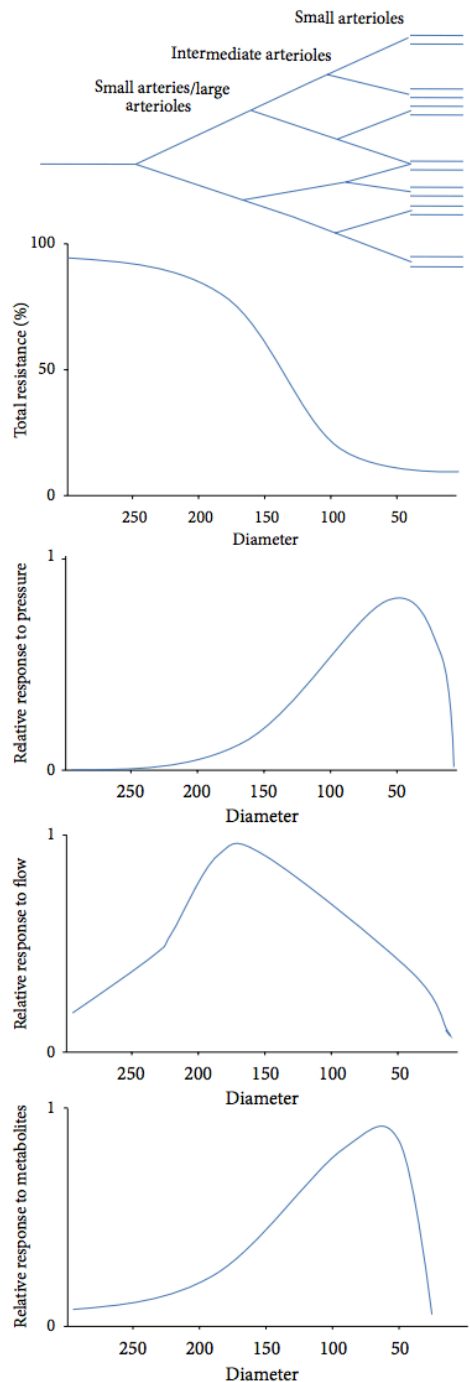 Small arterioles
Intermediate arterioles
Small arteries/large
arterioles
100
50
0
Total resistance (%)
250 200 150 100 50
Diameter
1
0
Relative response to pressure
250 200 150 100 50
Diameter
1
0
Relative response to flow
250 200 150 100 50
Diameter
1
0
Relative response to metabolites
250 200 150 100 50
Diameter